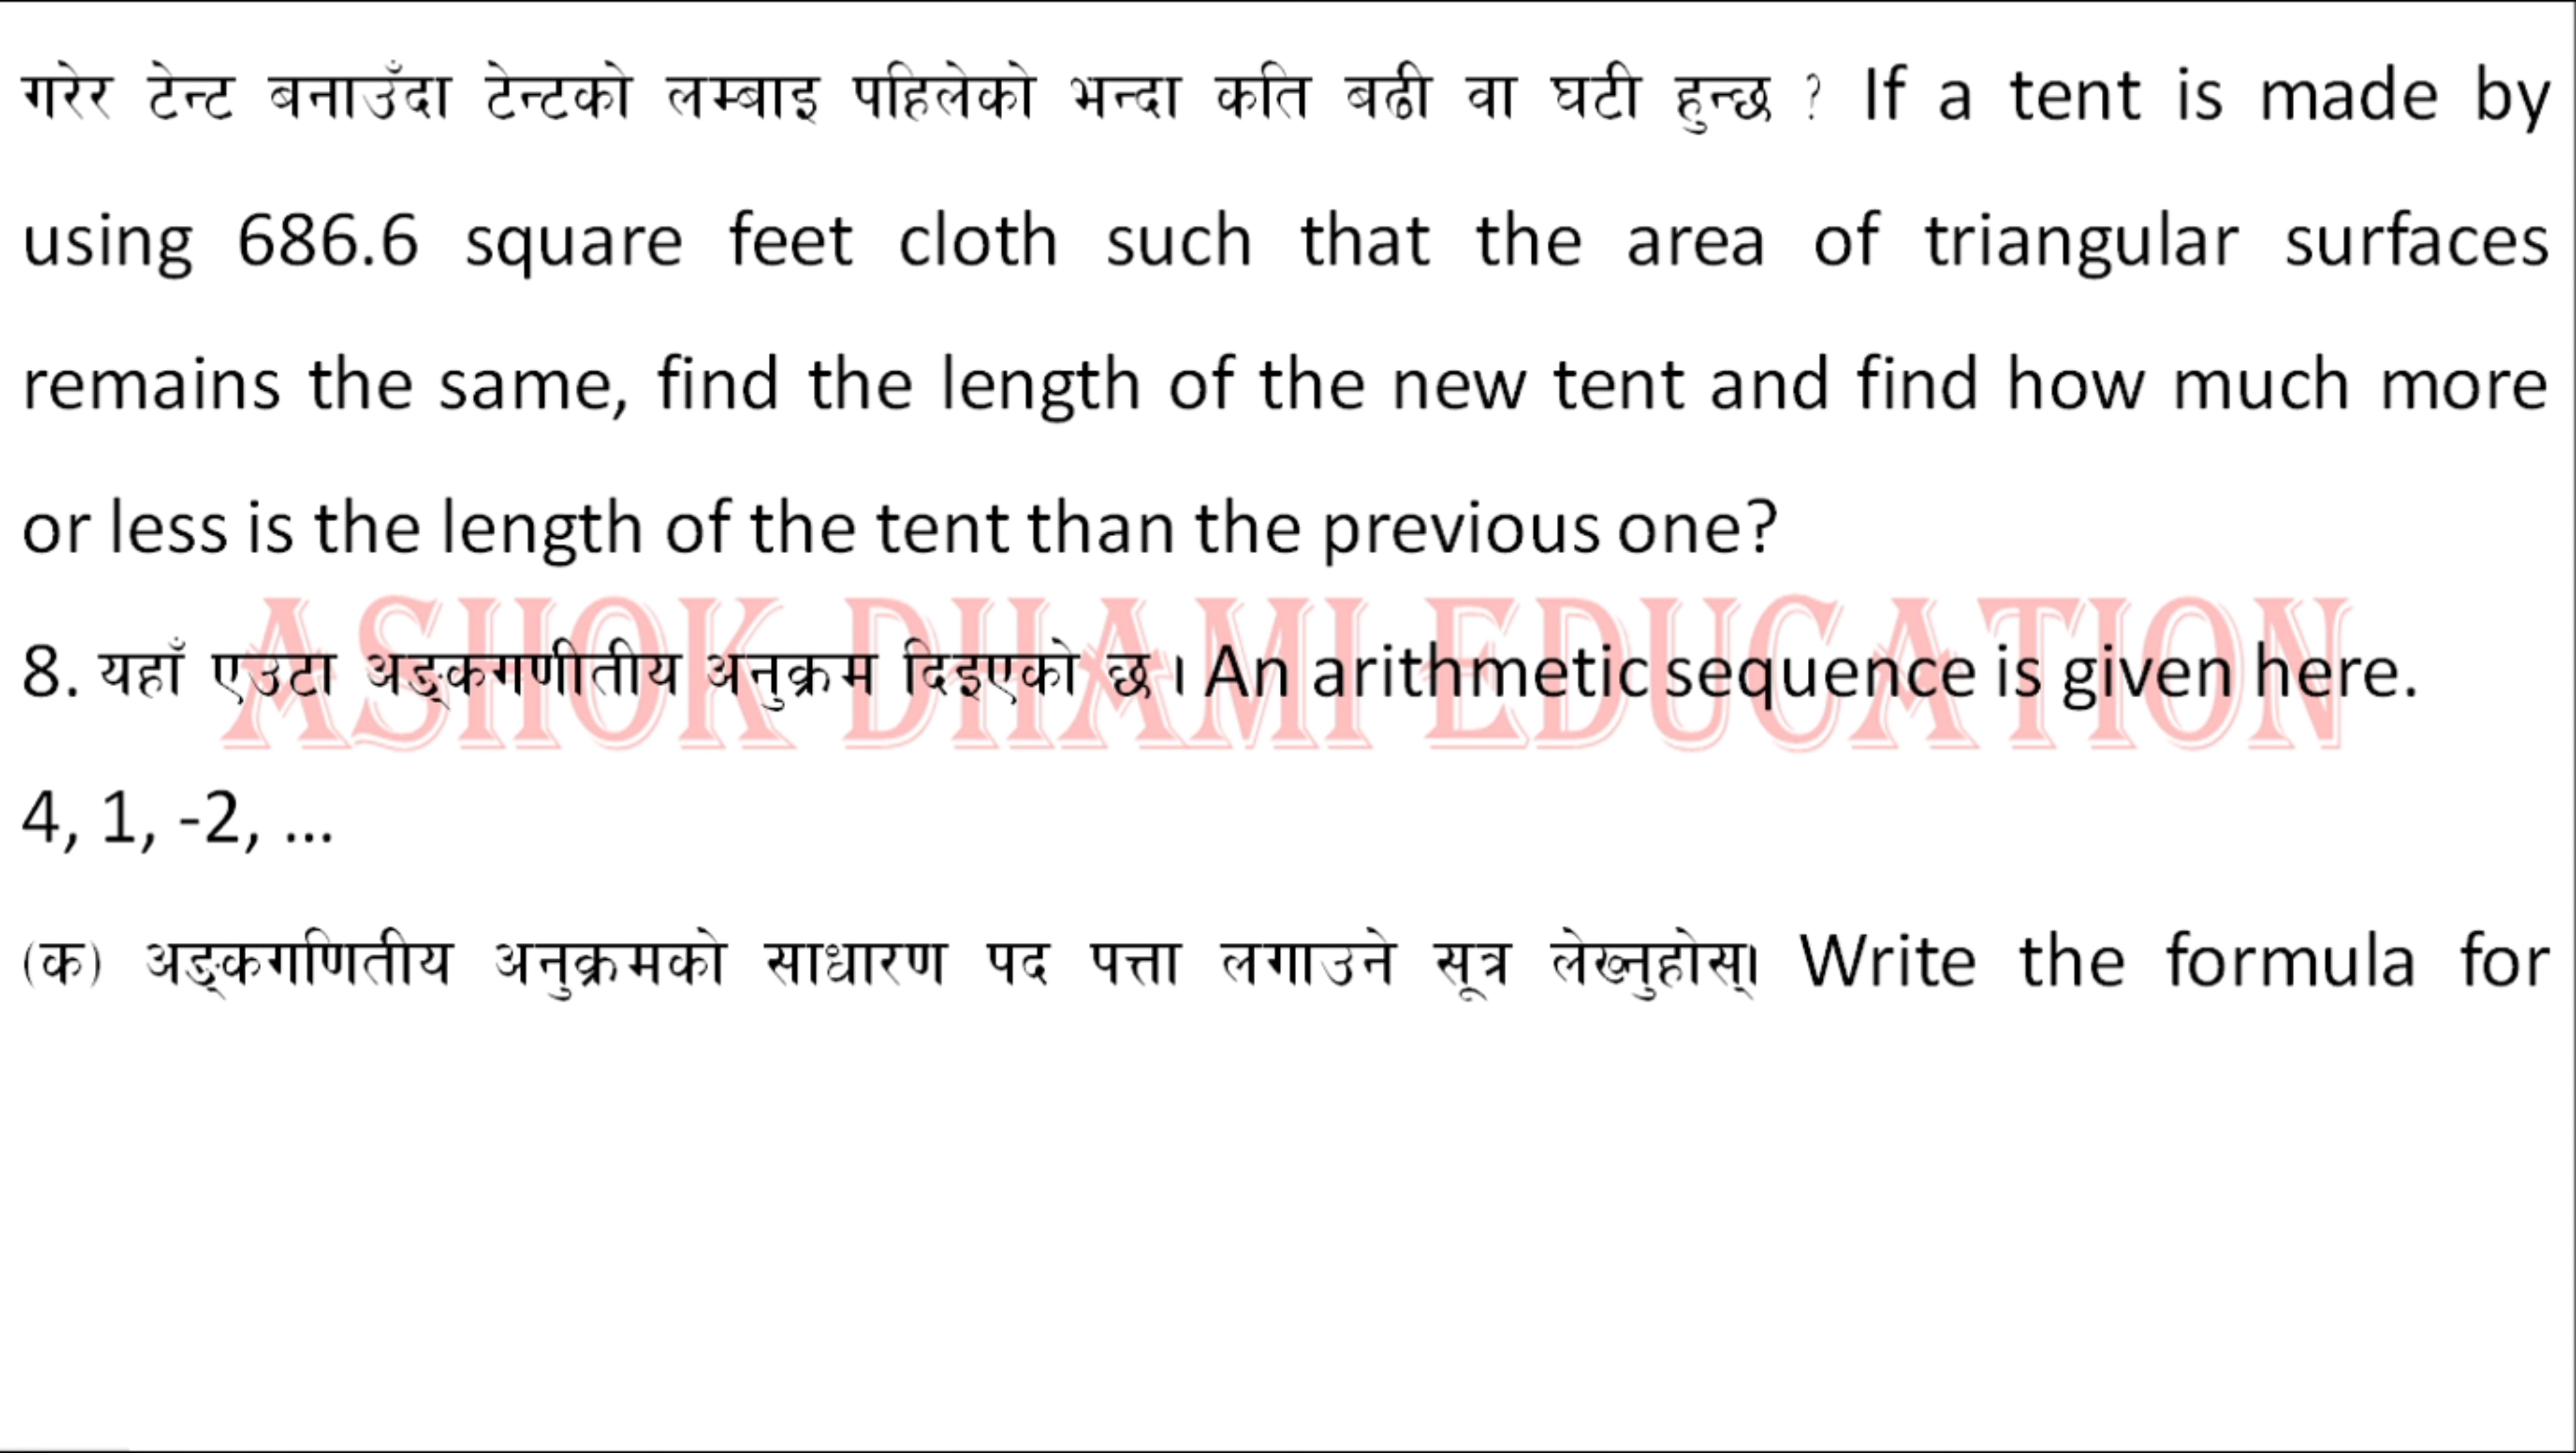 गरेर टेन्ट बनाउँदा टेन्टको लम्बाइ पहिलेको भन्दा कति बढी वा घटी हुन्छ ? If a tent is made by
using 686.6 square feet cloth such that the area of triangular surfaces
remains the same, find the length of the new tent and find how much more
or less is the length of the tent than the previous one?
ASHOK DHAMI EDUCATION
8. यहाँ एउटा अङ्कगणीतीय अनुक्रम दिइएको छ । An arithmetic sequence is given here.
4, 1, -2, ...
(क) अङ्कगणितीय अनुक्रमको साधारण पद पत्ता लगाउने सूत्र लेख्नुहोस्। Write the formula for